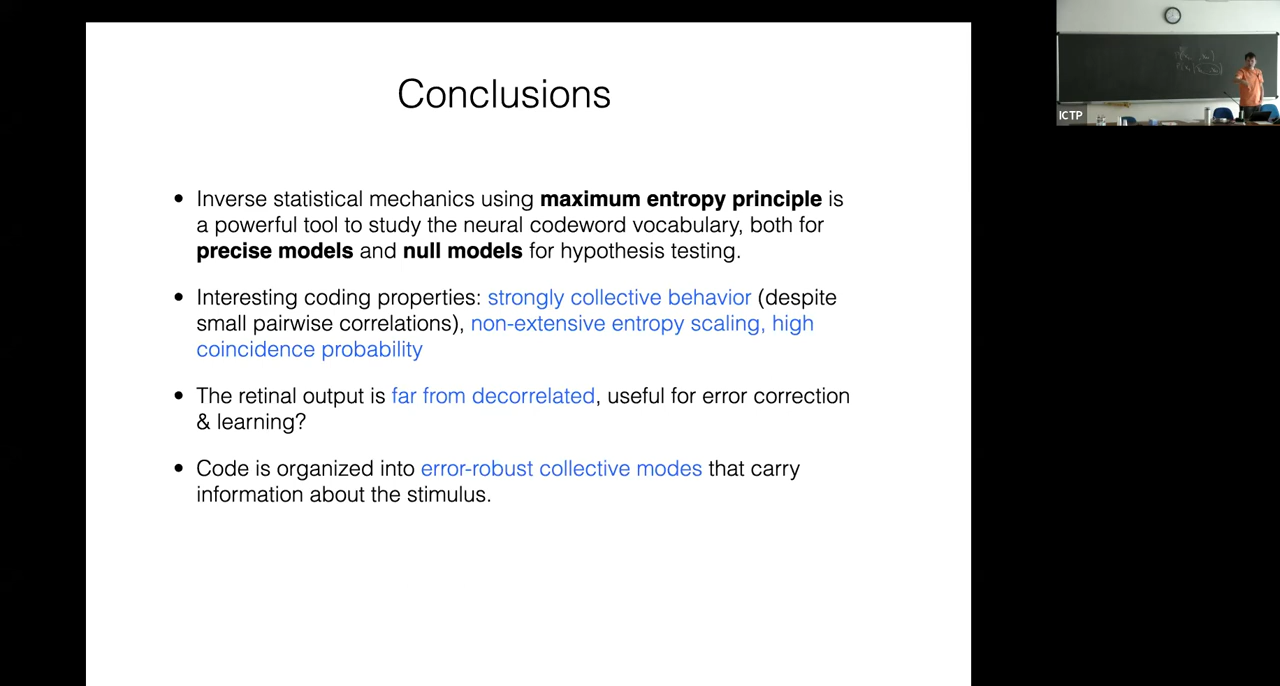 Conclusions
• Inverse statistical mechanics using maximum entropy principle is
a powerful tool to study the neural codeword vocabulary, both for
precise models and null models for hypothesis testing.
• Interesting coding properties: strongly collective behavior (despite
small pairwise correlations), non-extensive entropy scaling, high
coincidence probability
• The retinal output is far from decorrelated, useful for error correction
& learning?
• Code is organized into error-robust collective modes that carry
information about the stimulus.
ICTP